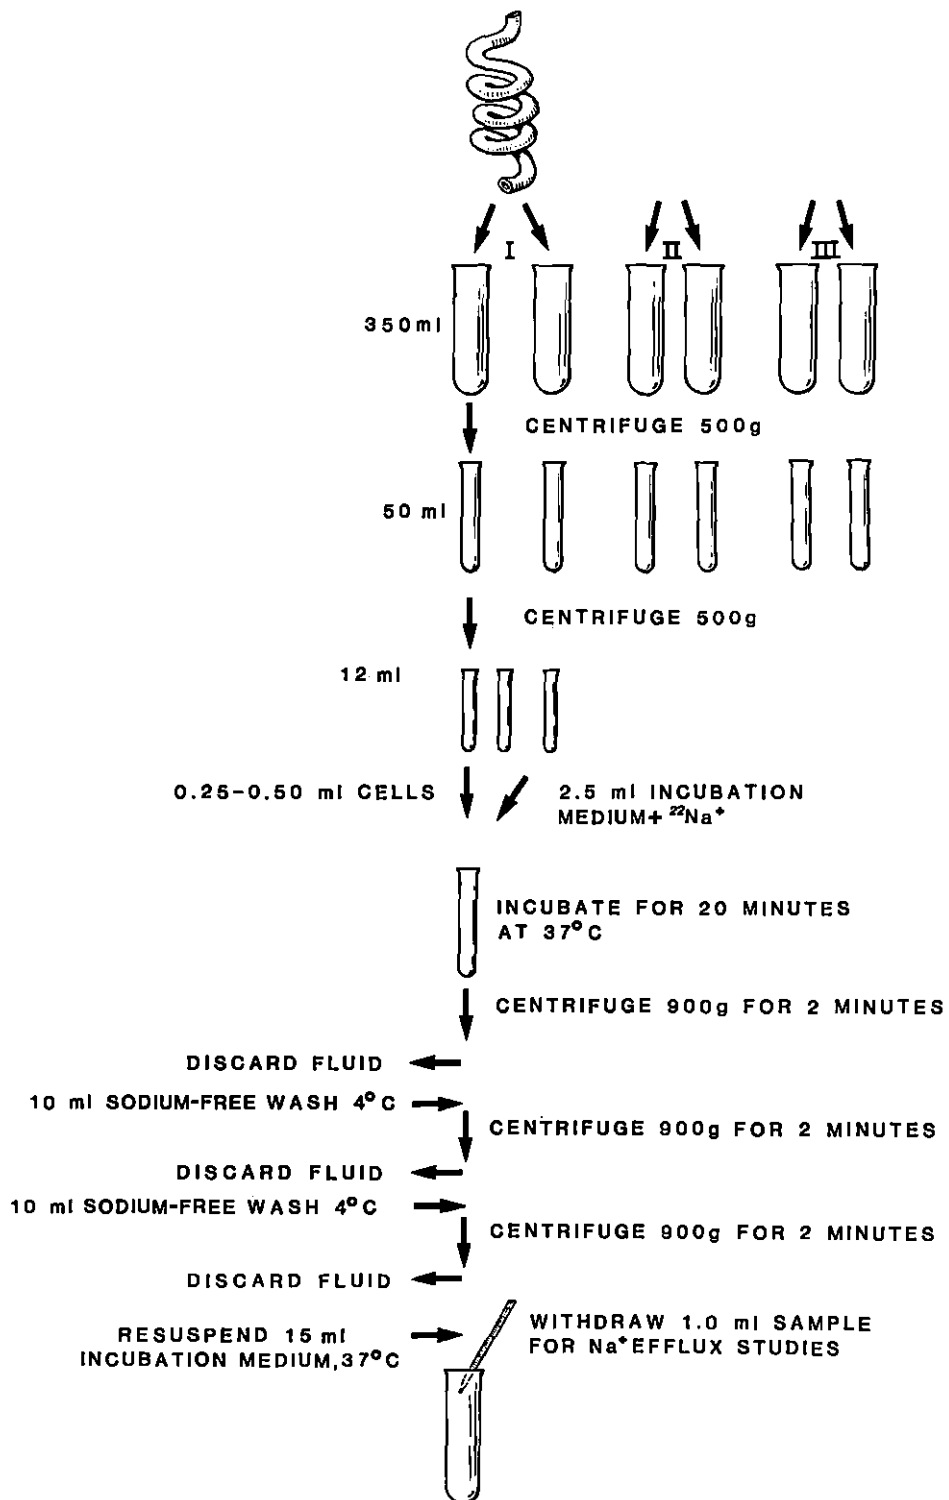 I
II
III
350ml
CENTRIFUGE 500g
50 ml
CENTRIFUGE 500g
12 ml
0.25-0.50 ml CELLS
2.5 ml INCUBATION
MEDIUM+ ²²Na⁺
INCUBATE FOR 20 MINUTES
AT 37°C
CENTRIFUGE 900g FOR 2 MINUTES
DISCARD FLUID
10 ml SODIUM-FREE WASH 4°C
CENTRIFUGE 900g FOR 2 MINUTES
DISCARD FLUID
10 ml SODIUM-FREE WASH 4°C
CENTRIFUGE 900g FOR 2 MINUTES
DISCARD FLUID
RESUSPEND 15 ml
INCUBATION MEDIUM,37°C
WITHDRAW 1.0 ml SAMPLE
FOR Na⁺EFFLUX STUDIES